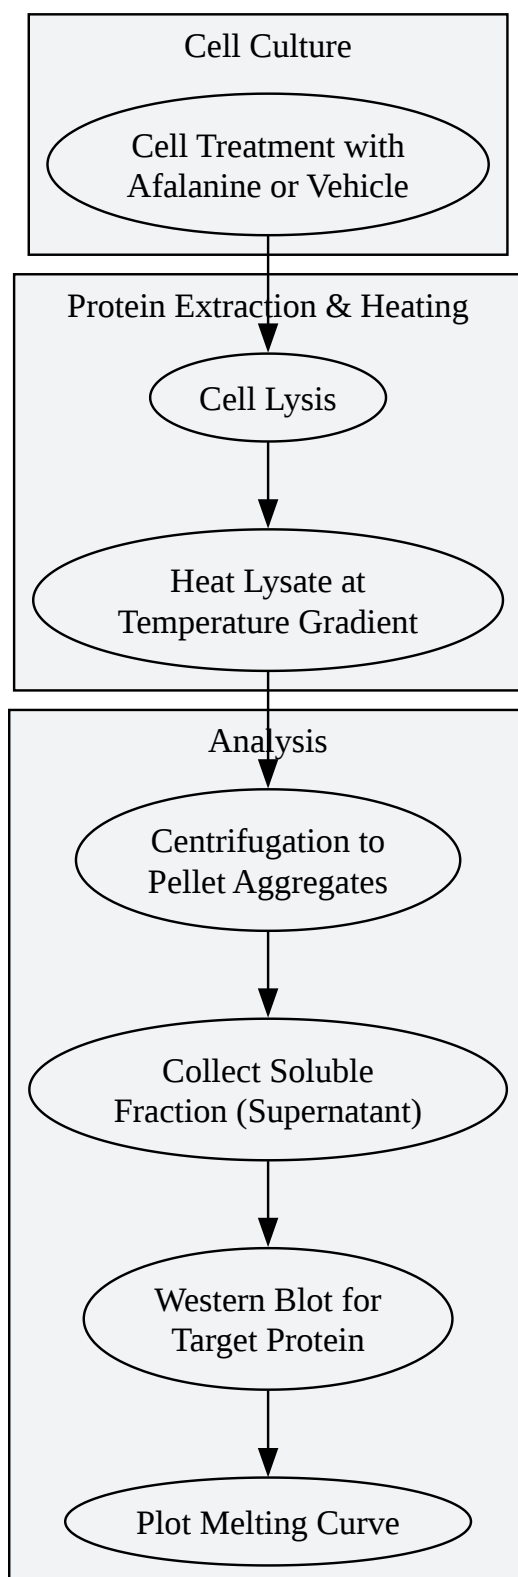 Cell Culture
Cell Treatment with
Afalanine or Vehicle
Protein Extraction & Heating
Cell Lysis
Heat Lysate at
Temperature Gradient
Analysis
Centrifugation to
Pellet Aggregates
Collect Soluble
Fraction (Supernatant)
Western Blot for
Target Protein
Plot Melting Curve